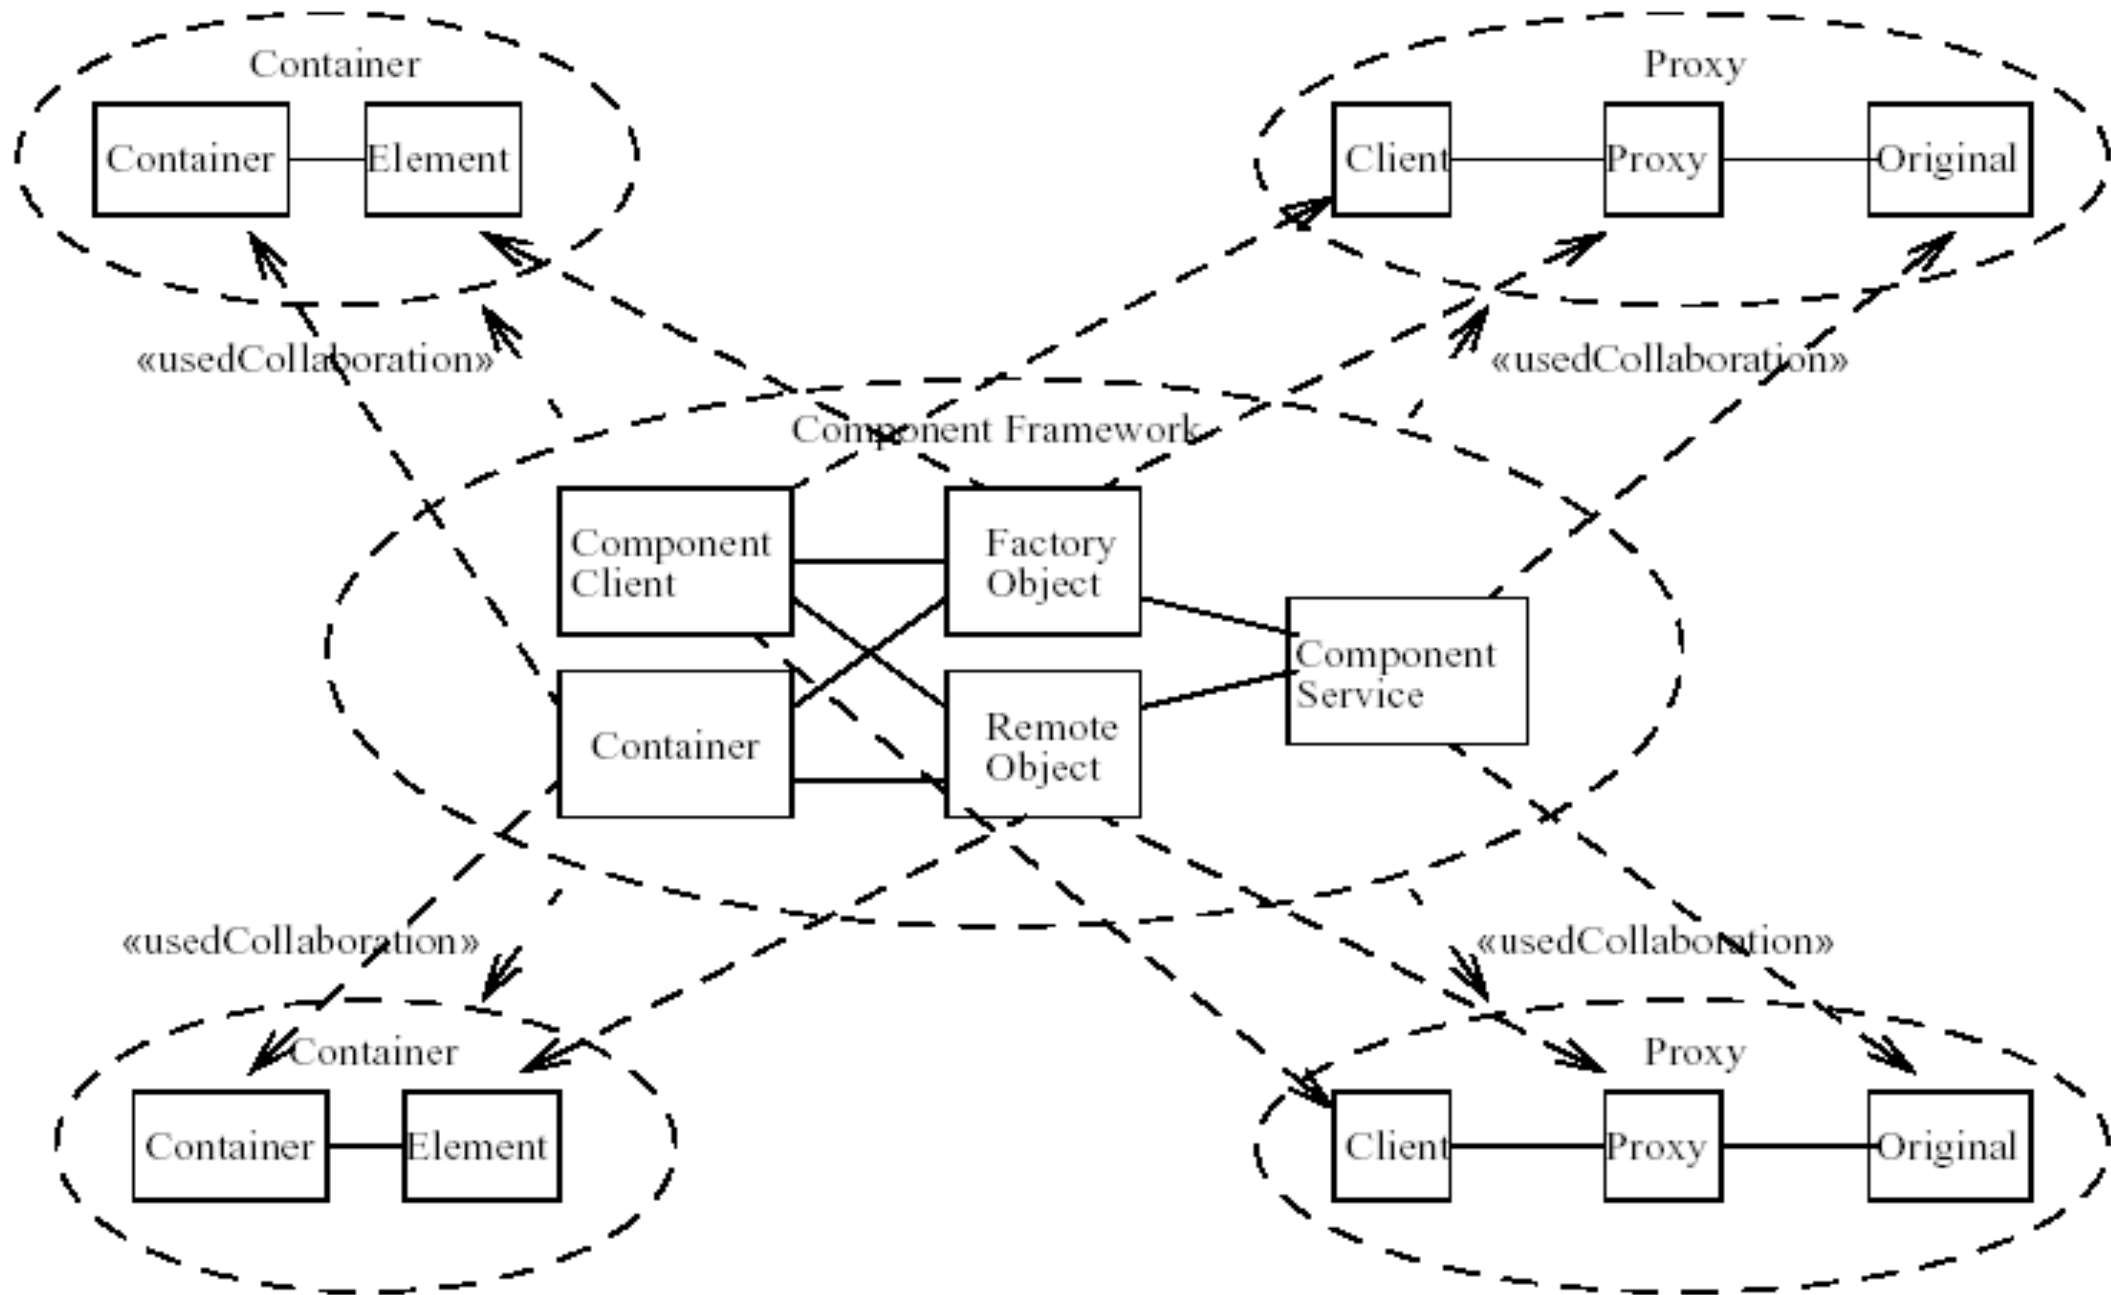 Container
Container
Element
Proxy
Client
Proxy
Original
«usedCollaboration»
«usedCollaboration»
Component Framework
Component
Client
Factory
Object
Component
Service
Container
Remote
Object
«usedCollaboration»
«usedCollaboration»
Container
Container
Element
Proxy
Client
Proxy
Original